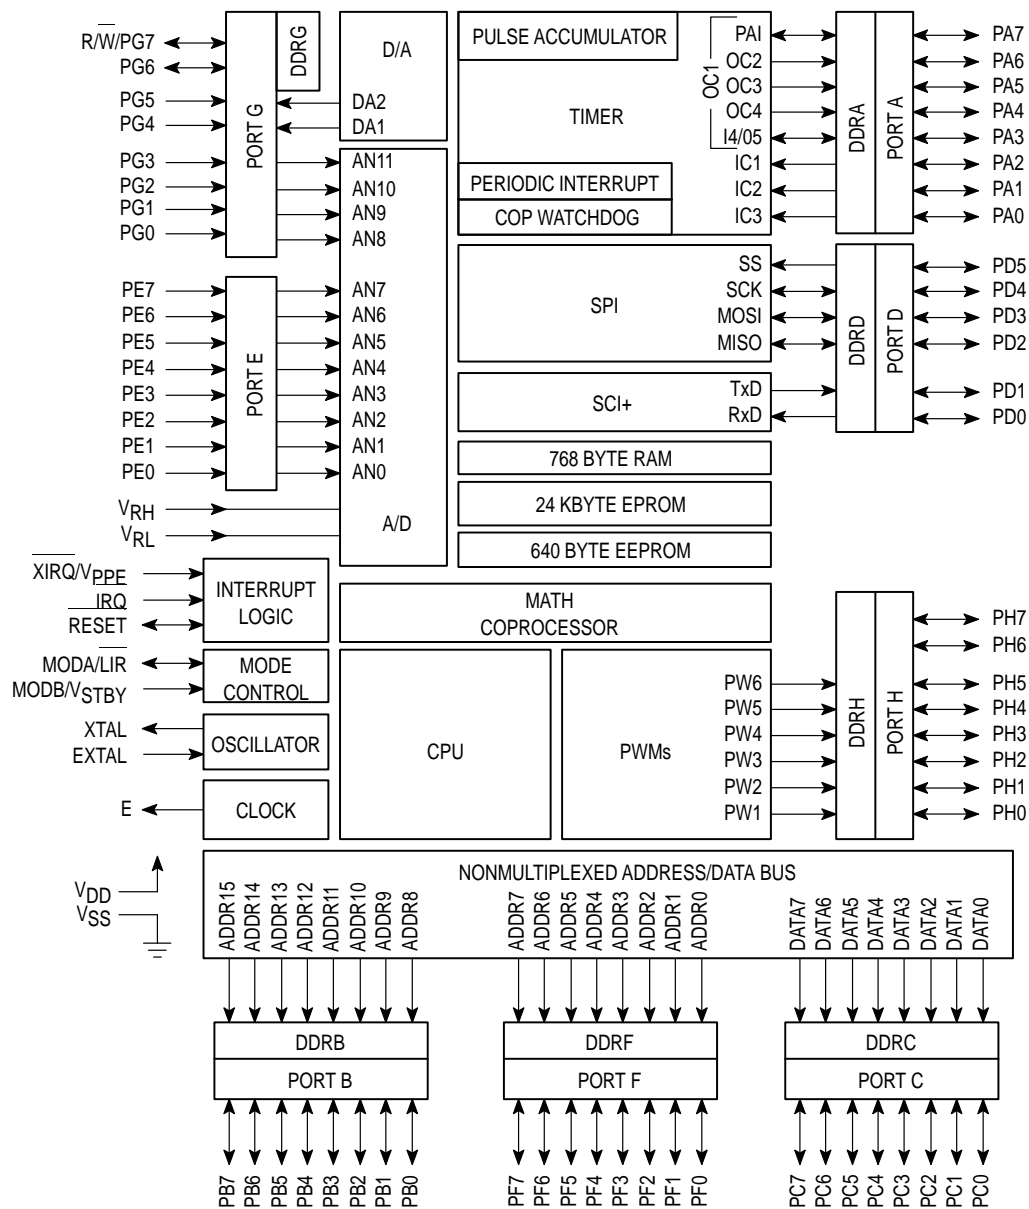 R/W/PG7
PG6
PG5
PG4
PG3
PG2
PG1
PG0
PORT G
DDRG
D/A
DA2
DA1
AN11
AN10
AN9
AN8
PE7
PE6
PE5
PE4
PE3
PE2
PE1
PE0
PORT E
AN7
AN6
AN5
AN4
AN3
AN2
AN1
AN0
VRH
VRL
A/D
PULSE ACCUMULATOR
TIMER
PERIODIC INTERRUPT
COP WATCHDOG
OC1
PAI
OC2
OC3
OC4
I4/05
IC1
IC2
IC3
DDRA
PORT A
PA7
PA6
PA5
PA4
PA3
PA2
PA1
PA0
SPI
SS
SCK
MOSI
MISO
SCI+
TxD
RxD
DDRD
PORT D
PD5
PD4
PD3
PD2
PD1
PD0
768 BYTE RAM
24 KBYTE EPROM
640 BYTE EEPROM
XIRQ/VPPE
IRQ
RESET
INTERRUPT
LOGIC
MATH
COPROCESSOR
MODA/LIR
MODB/VSTBY
MODE
CONTROL
XTAL
EXTAL
OSCILLATOR
E
CLOCK
CPU
PWMs
PW6
PW5
PW4
PW3
PW2
PW1
DDRH
PORT H
PH7
PH6
PH5
PH4
PH3
PH2
PH1
PH0
VDD
VSS
NONMULTIPLEXED ADDRESS/DATA BUS
ADDR15
ADDR14
ADDR13
ADDR12
ADDR11
ADDR10
ADDR9
ADDR8
ADDR7
ADDR6
ADDR5
ADDR4
ADDR3
ADDR2
ADDR1
ADDR0
DATA7
DATA6
DATA5
DATA4
DATA3
DATA2
DATA1
DATA0
DDRB
PORT B
DDRF
PORT F
DDRC
PORT C
PB7
PB6
PB5
PB4
PB3
PB2
PB1
PB0
PF7
PF6
PF5
PF4
PF3
PF2
PF1
PF0
PC7
PC6
PC5
PC4
PC3
PC2
PC1
PC0